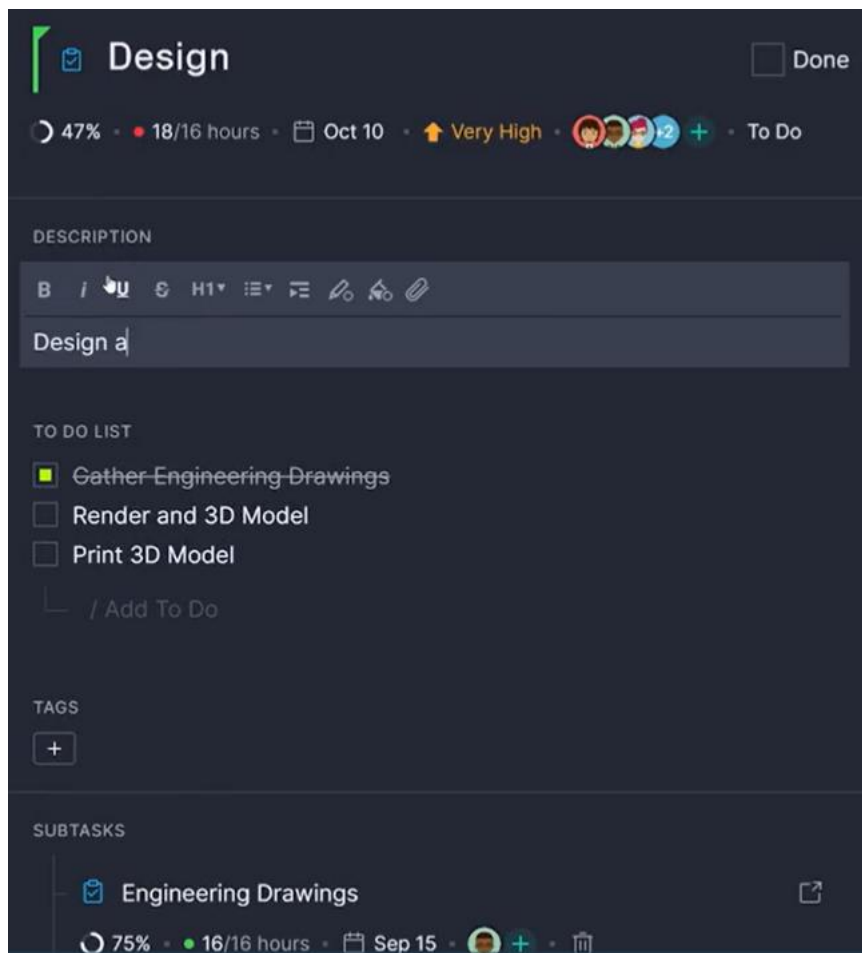 Design
Done
47% • 18/16 hours • Oct 10 • Very High • +2 + • To Do
DESCRIPTION
B i U S H1
Design a
TO DO LIST
Gather Engineering Drawings
Render and 3D Model
Print 3D Model
/ Add To Do
TAGS
+
SUBTASKS
Engineering Drawings
75% • 16/16 hours • Sep 15 • + •